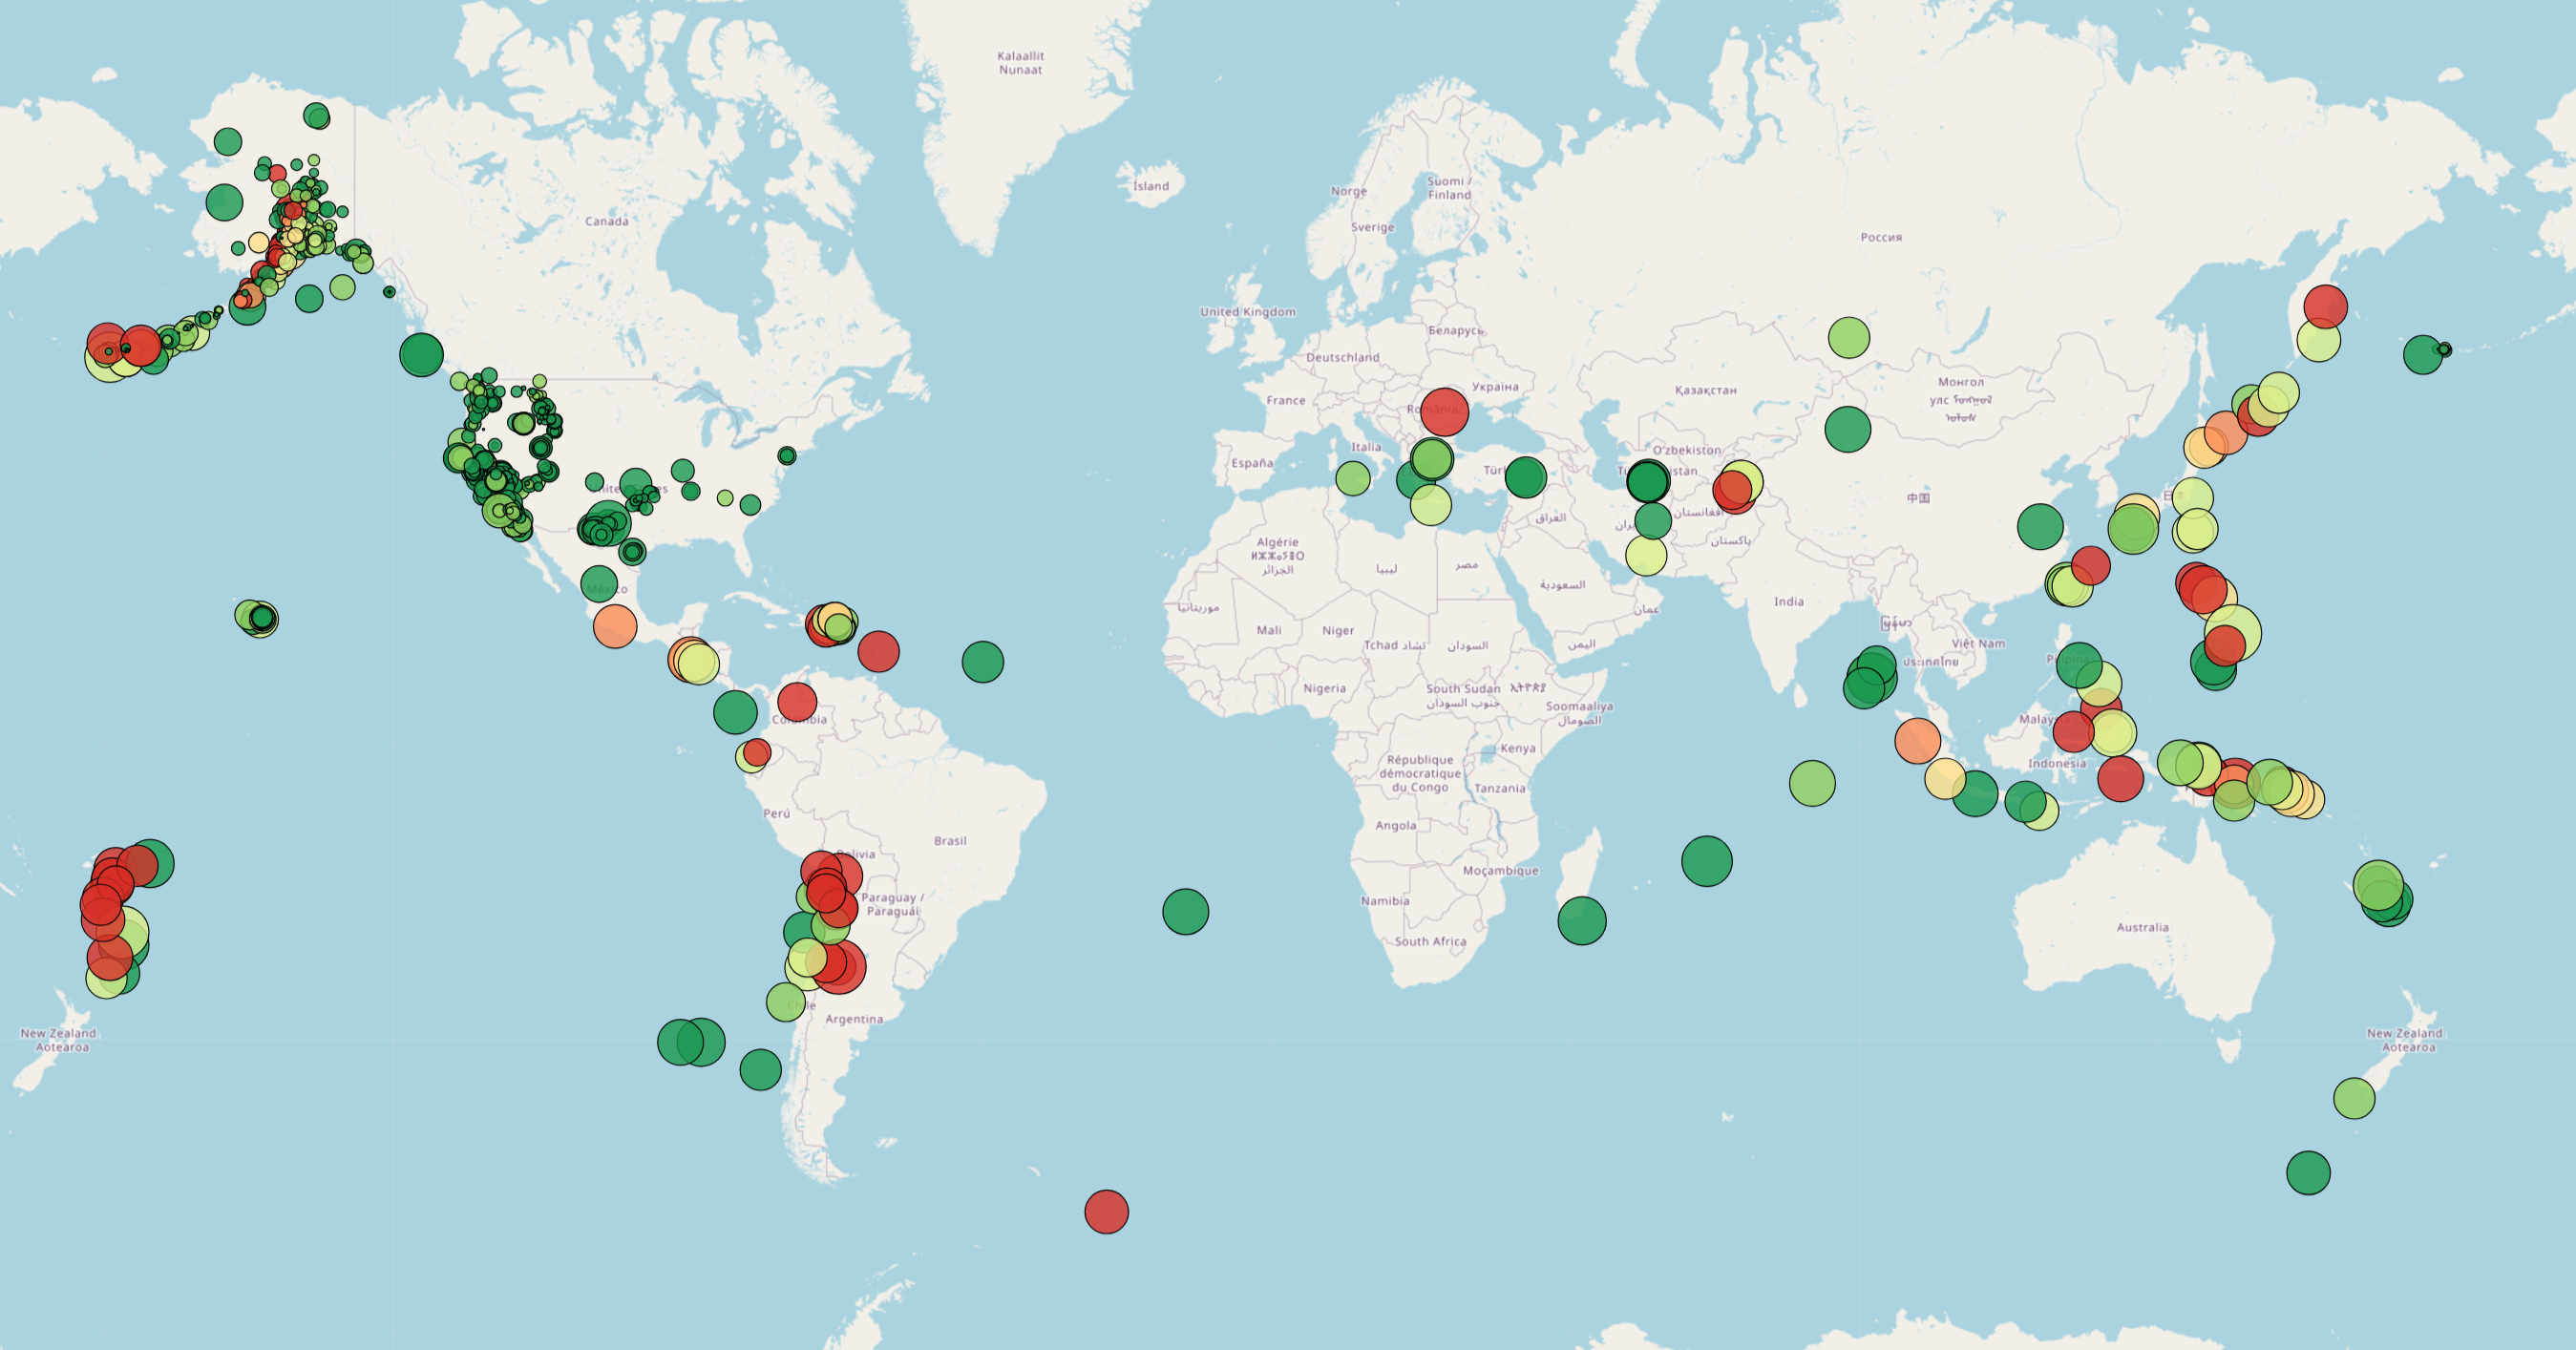 Kalaallit
Nunaat
Ísland
Norge
Suomi /
Finland
Sverige
Canada
Россия
United Kingdom
Беларусь
Deutschland
Україна
France
Қазақстан
Монгол
улс
Italia
O'zbekiston
España
中国
العراق
افغانستان
Algérie
ⵍⵣⵣⴰⵢⴻⵔ
الجزائر
ليبيا
مصر
پاکستان
México
السعودية
موريتانيا
Mali
Niger
India
عمان
Tchad تشاد
السودان
اليمن
Việt Nam
ประเทศไทย
Nigeria
South Sudan
جنوب السودان
Soomaaliya
الصومال
Colombia
Kenya
République
démocratique
du Congo
Indonesia
Tanzania
Perú
Angola
Brasil
Bolivia
Moçambique
Paraguay /
Paraguái
Namibia
Australia
South Africa
Argentina
New Zealand
Aotearoa
New Zealand
Aotearoa